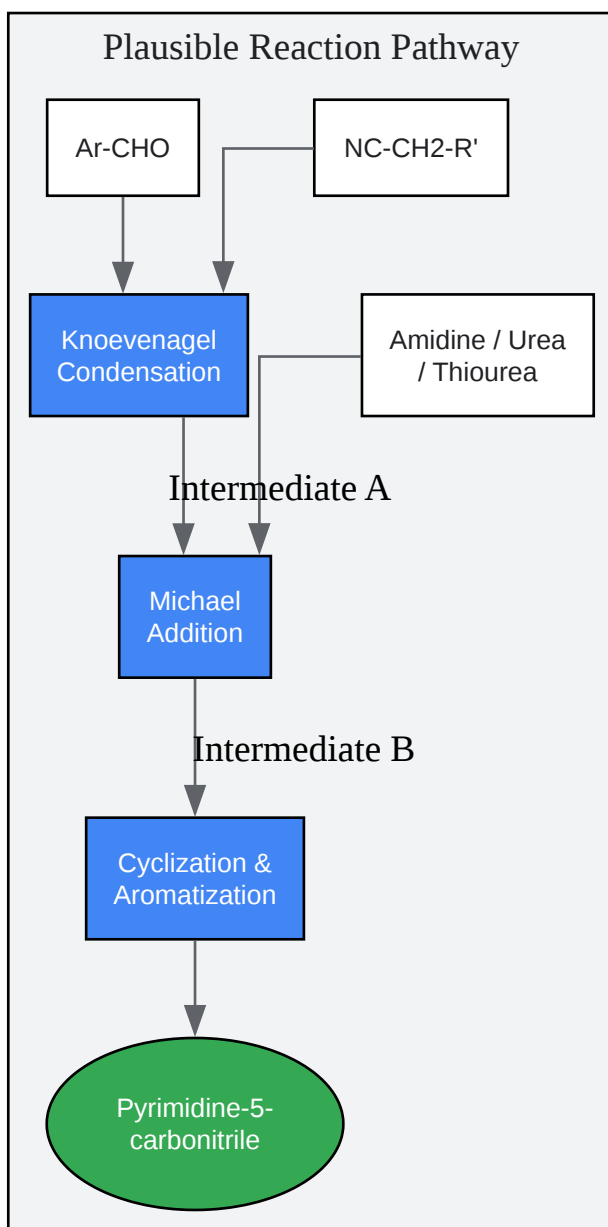 Plausible Reaction Pathway
Ar-CHO
NC-CH2-R'
Knoevenagel
Condensation
Amidine / Urea
/ Thiourea
Intermediate A
Michael
Addition
Intermediate B
Cyclization &
Aromatization
Pyrimidine-5-
carbonitrile